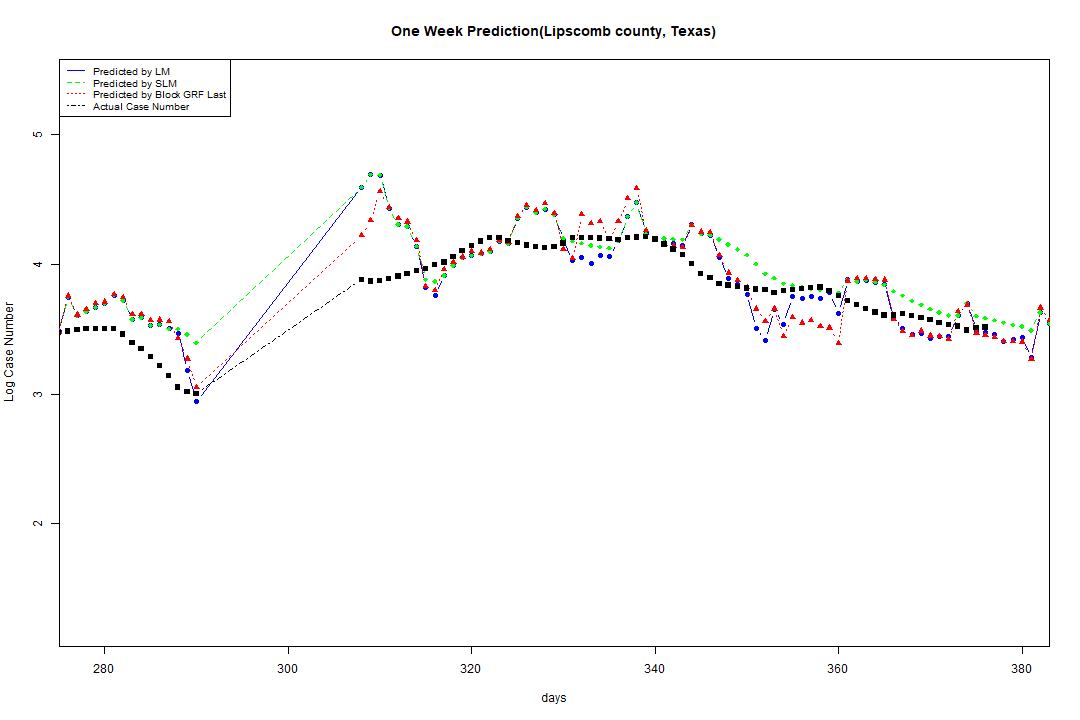 One Week Prediction(Lipscomb county, Texas)
Predicted by LM
Predicted by SLM
Predicted by Block GRF Last
Actual Case Number
5
4
3
2
Log Case Number
280 300 320 340 360 380
days